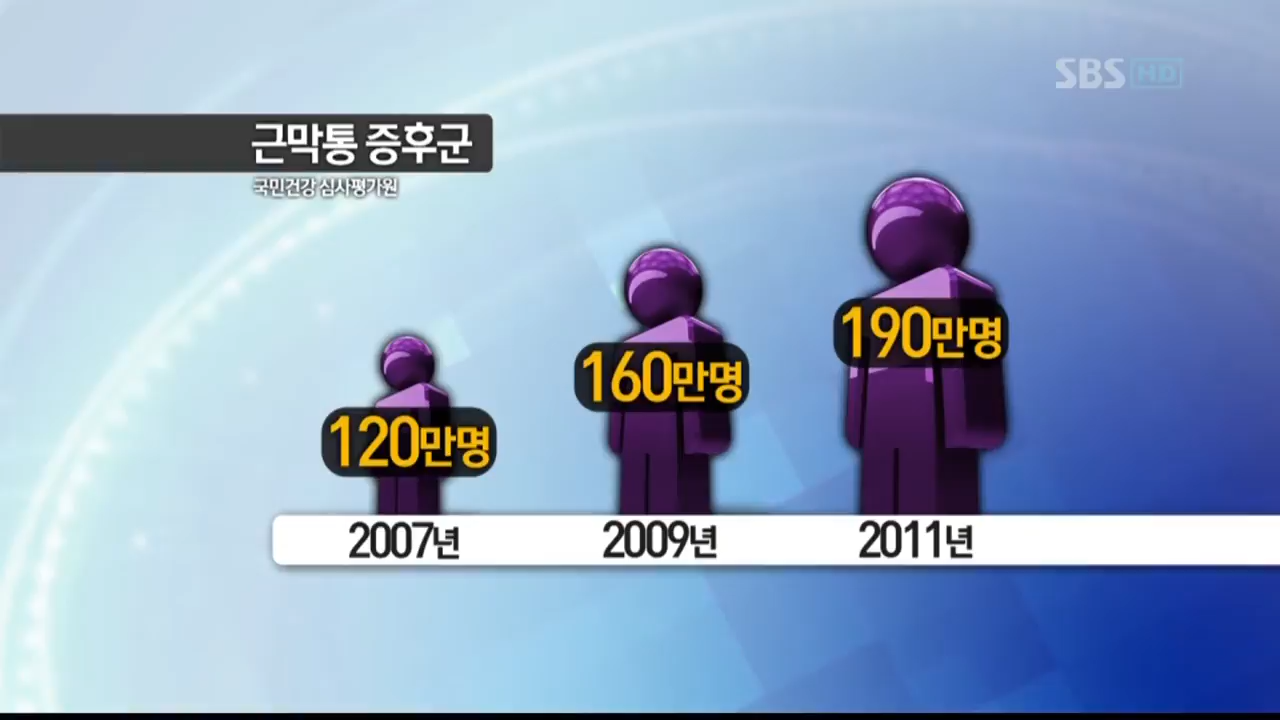 SBS HD
근막통 증후군
국민건강 심사평가원
190만명
160만명
120만명
2007년 2009년 2011년